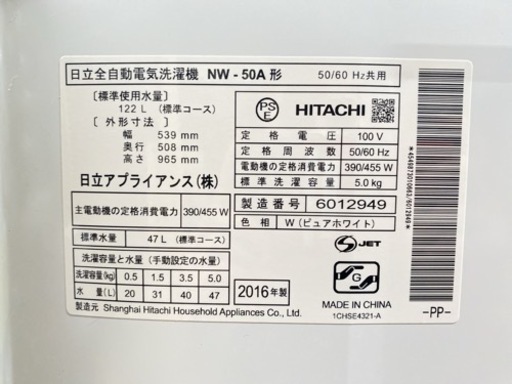 日立全自動電気洗濯機 NW - 50A 形 50/60 Hz共用
〔標準使用水量〕
122 L (標準コース)
〔外形寸法〕
幅 539 mm
奥行 508 mm
高さ 965 mm
日立アプライアンス(株)
主電動機の定格消費電力 390/455 W
標準水量 47 L (標準コース)
洗濯容量と水量 (手動設定の水量)
洗濯容量(kg) 0.5 1.5 3.5 5.0
水量(L) 20 31 40 47
2016年製
製造元 Shanghai Hitachi Household Appliances Co., Ltd.
PS
E
HITACHI
定格電圧 100 V
定格周波数 50/60 Hz
電動機の定格消費電力 390/455 W
標準洗濯容量 5.0kg
製造番号 6012949
色相 W (ピュアホワイト)
JET
G
MADE IN CHINA
1CHSE4321-A
-PP-